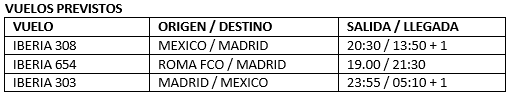 VUELOS PREVISTOS
VUELO ORIGEN / DESTINO SALIDA / LLEGADA
IBERIA 308 MEXICO / MADRID 20:30 / 13:50 + 1
IBERIA 654 ROMA FCO / MADRID 19.00 / 21:30
IBERIA 303 MADRID / MEXICO 23:55 / 05:10 + 1